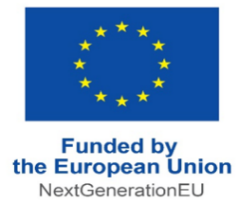 Funded by
the European Union
NextGenerationEU